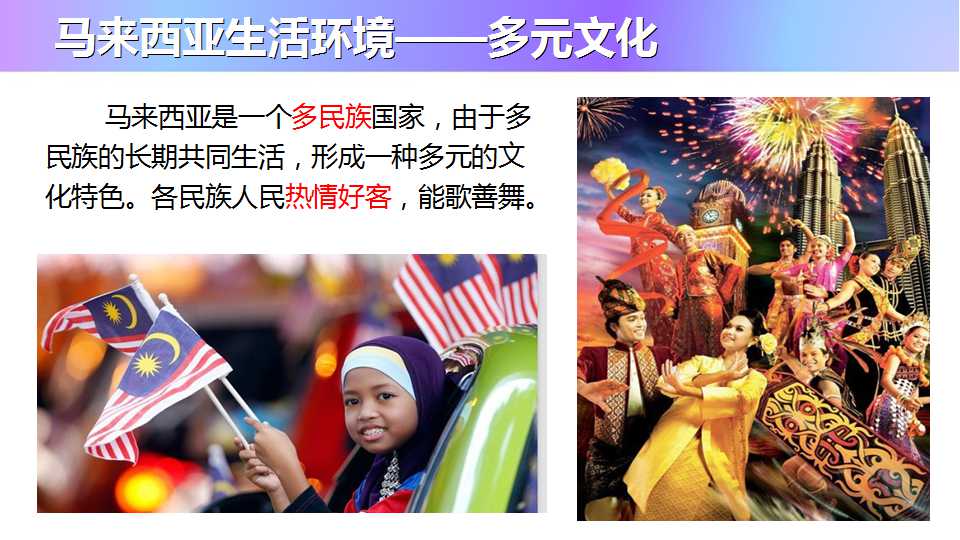 马来西亚生活环境——多元文化
马来西亚是一个多民族国家，由于多
民族的长期共同生活，形成一种多元的文
化特色。各民族人民热情好客，能歌善舞。